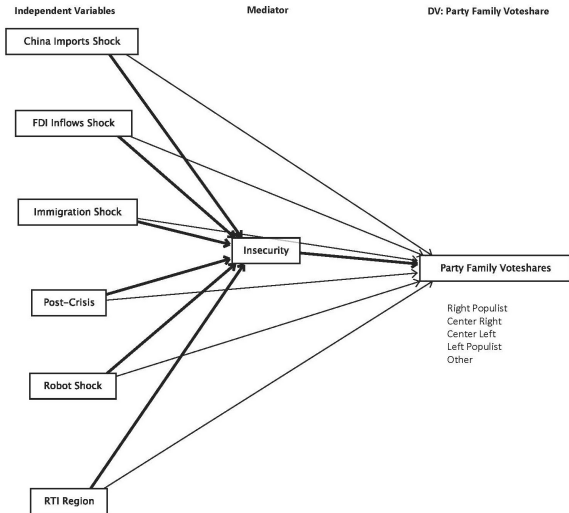 Independent Variables
Mediator
DV: Party Family Voteshare
China Imports Shock
FDI Inflows Shock
Immigration Shock
Insecurity
Party Family Voteshares
Post-Crisis
Right Populist
Center Right
Center Left
Left Populist
Other
Robot Shock
RTI Region